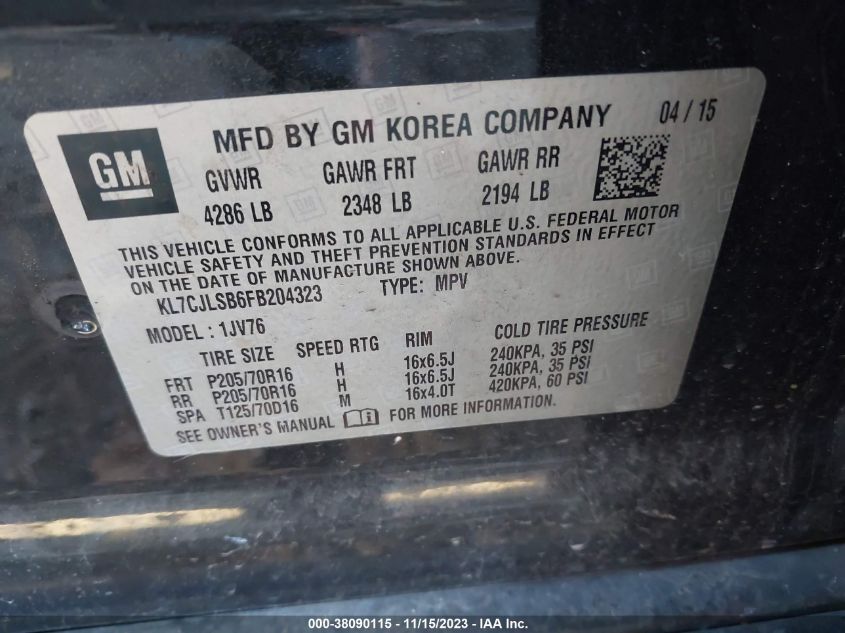 GM
MFD BY GM KOREA COMPANY 04 / 15
GVWR GAWR FRT GAWR RR
4286 LB 2348 LB 2194 LB
THIS VEHICLE CONFORMS TO ALL APPLICABLE U.S. FEDERAL MOTOR
VEHICLE SAFETY AND THEFT PREVENTION STANDARDS IN EFFECT
ON THE DATE OF MANUFACTURE SHOWN ABOVE.
KL7CJLSB6FB204323 TYPE: MPV
MODEL : 1JV76
TIRE SIZE SPEED RTG RIM COLD TIRE PRESSURE
FRT P205/70R16 H 16x6.5J 240KPA, 35 PSI
RR P205/70R16 H 16x6.5J 240KPA, 35 PSI
SPA T125/70D16 M 16x4.0T 420KPA, 60 PSI
SEE OWNER'S MANUAL FOR MORE INFORMATION.
000-38090115 - 11/15/2023 - IAA Inc.